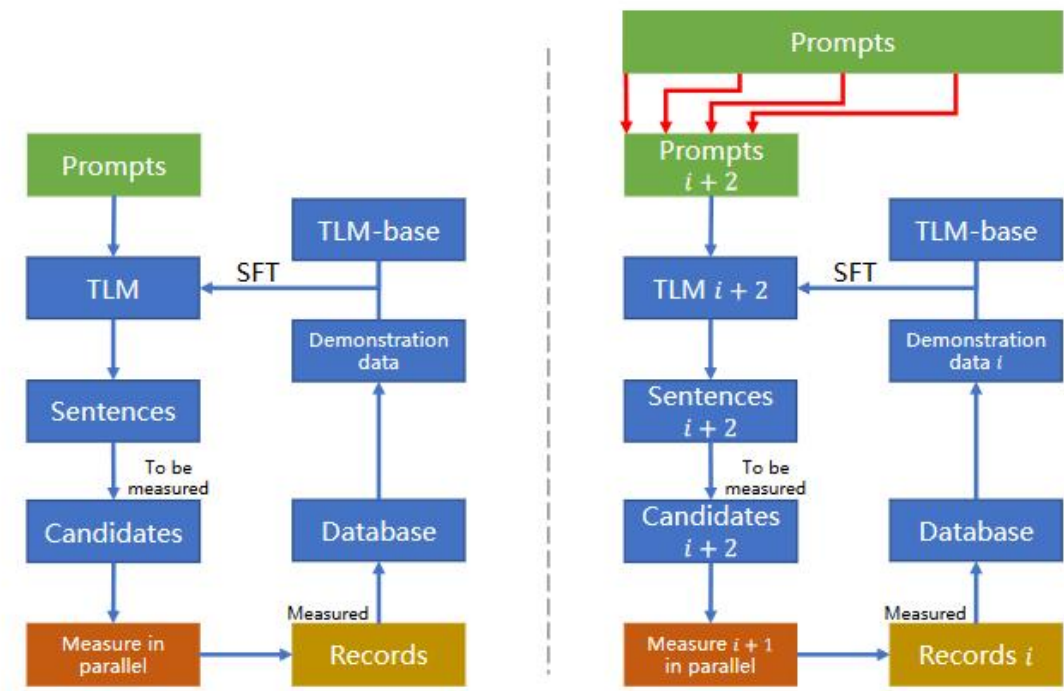 Prompts
TLM-base
SFT
TLM
Demonstration
data
Sentences
To be
measured
Candidates
Database
Measured
Measure in
parallel
Records
Prompts
Prompts
i + 2
TLM-base
SFT
TLM i + 2
Demonstration
data i
Sentences
i + 2
To be
measured
Candidates
i + 2
Database
Measured
Measure i + 1
in parallel
Records i